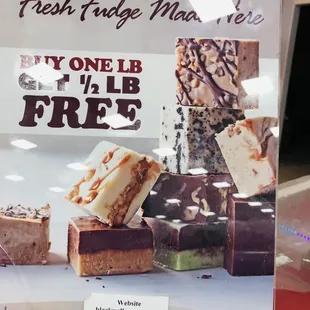 Fresh Fudge Made Here
BUY ONE LB
GET ½ LB
FREE
Website